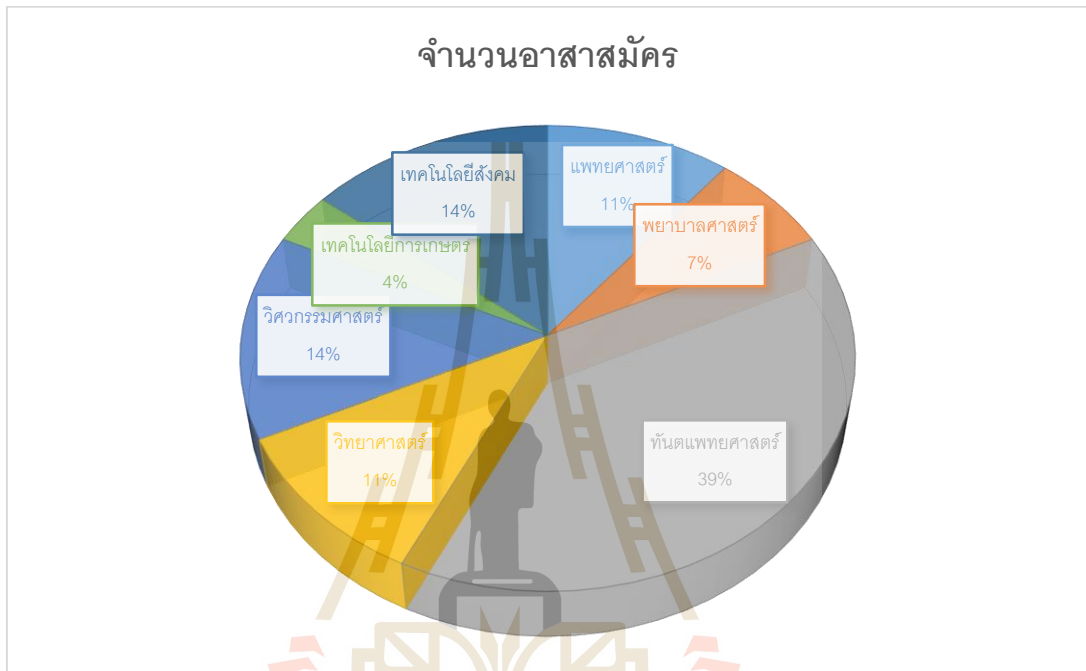 จำนวนอาสาสมัคร
เทคโนโลยีสังคม
14%
แพทยศาสตร์
11%
พยาบาลศาสตร์
7%
เทคโนโลยีการเกษตร
4%
วิศวกรรมศาสตร์
14%
วิทยาศาสตร์
11%
ทันตแพทยศาสตร์
39%